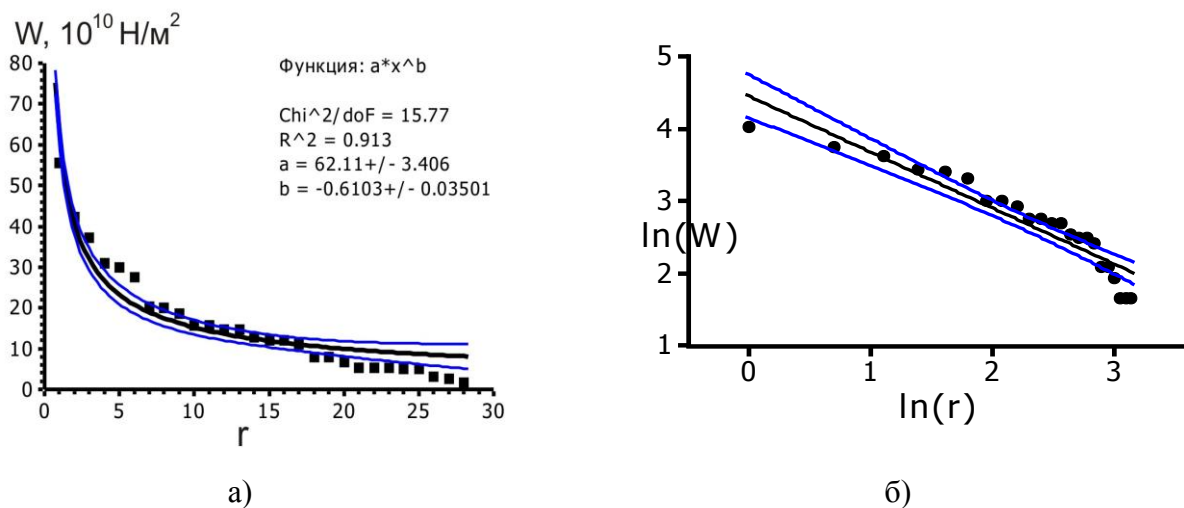 W, 10^10 Н/м^2
80
70
60
50
40
30
20
10
0
0 5 10 15 20 25 30
r
Функция: a*x^b
Chi^2/doF = 15.77
R^2 = 0.913
a = 62.11+/- 3.406
b = -0.6103+/- 0.03501
а)
5
4
3
ln(W)
2
1
0 1 2 3
ln(r)
б)